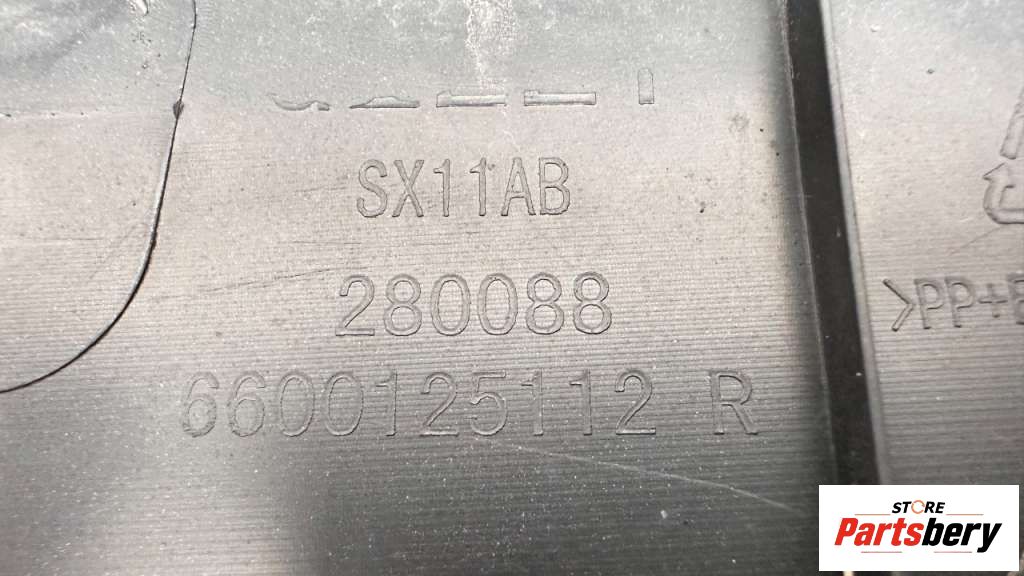 SX11AB
280088
6600125112 R
>PP+E
STORE
Partsbery